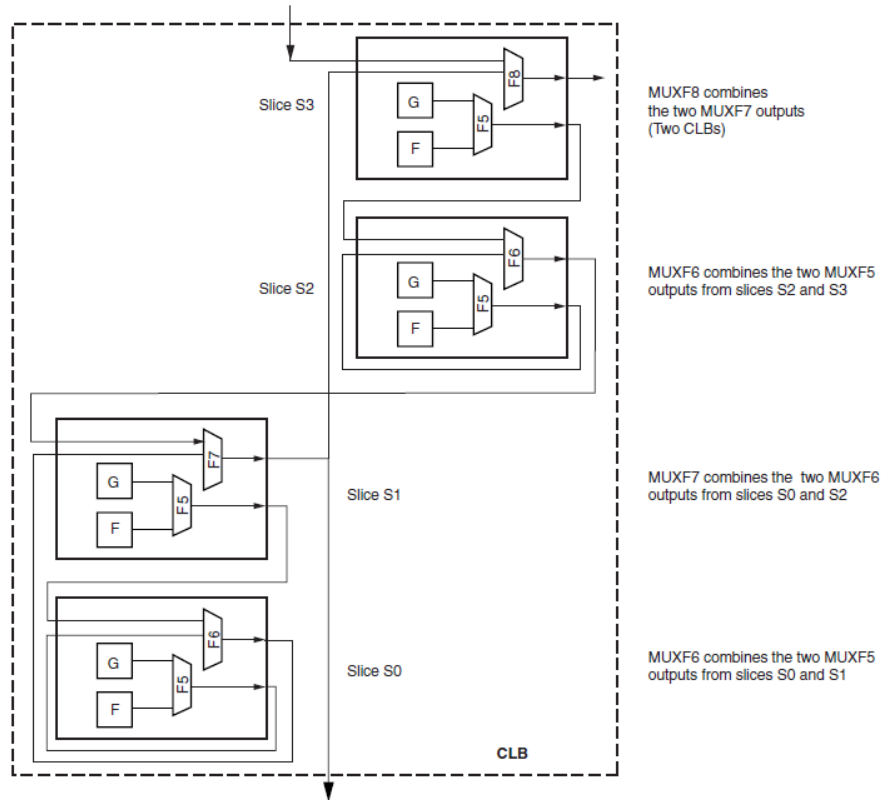 Slice S3
F8
G
F5
F
MUXF8 combines
the two MUXF7 outputs
(Two CLBs)
Slice S2
F6
G
F5
F
MUXF6 combines the two MUXF5
outputs from slices S2 and S3
F7
G
F5
F
Slice S1
MUXF7 combines the two MUXF6
outputs from slices S0 and S2
F6
G
F5
F
Slice S0
MUXF6 combines the two MUXF5
outputs from slices S0 and S1
CLB